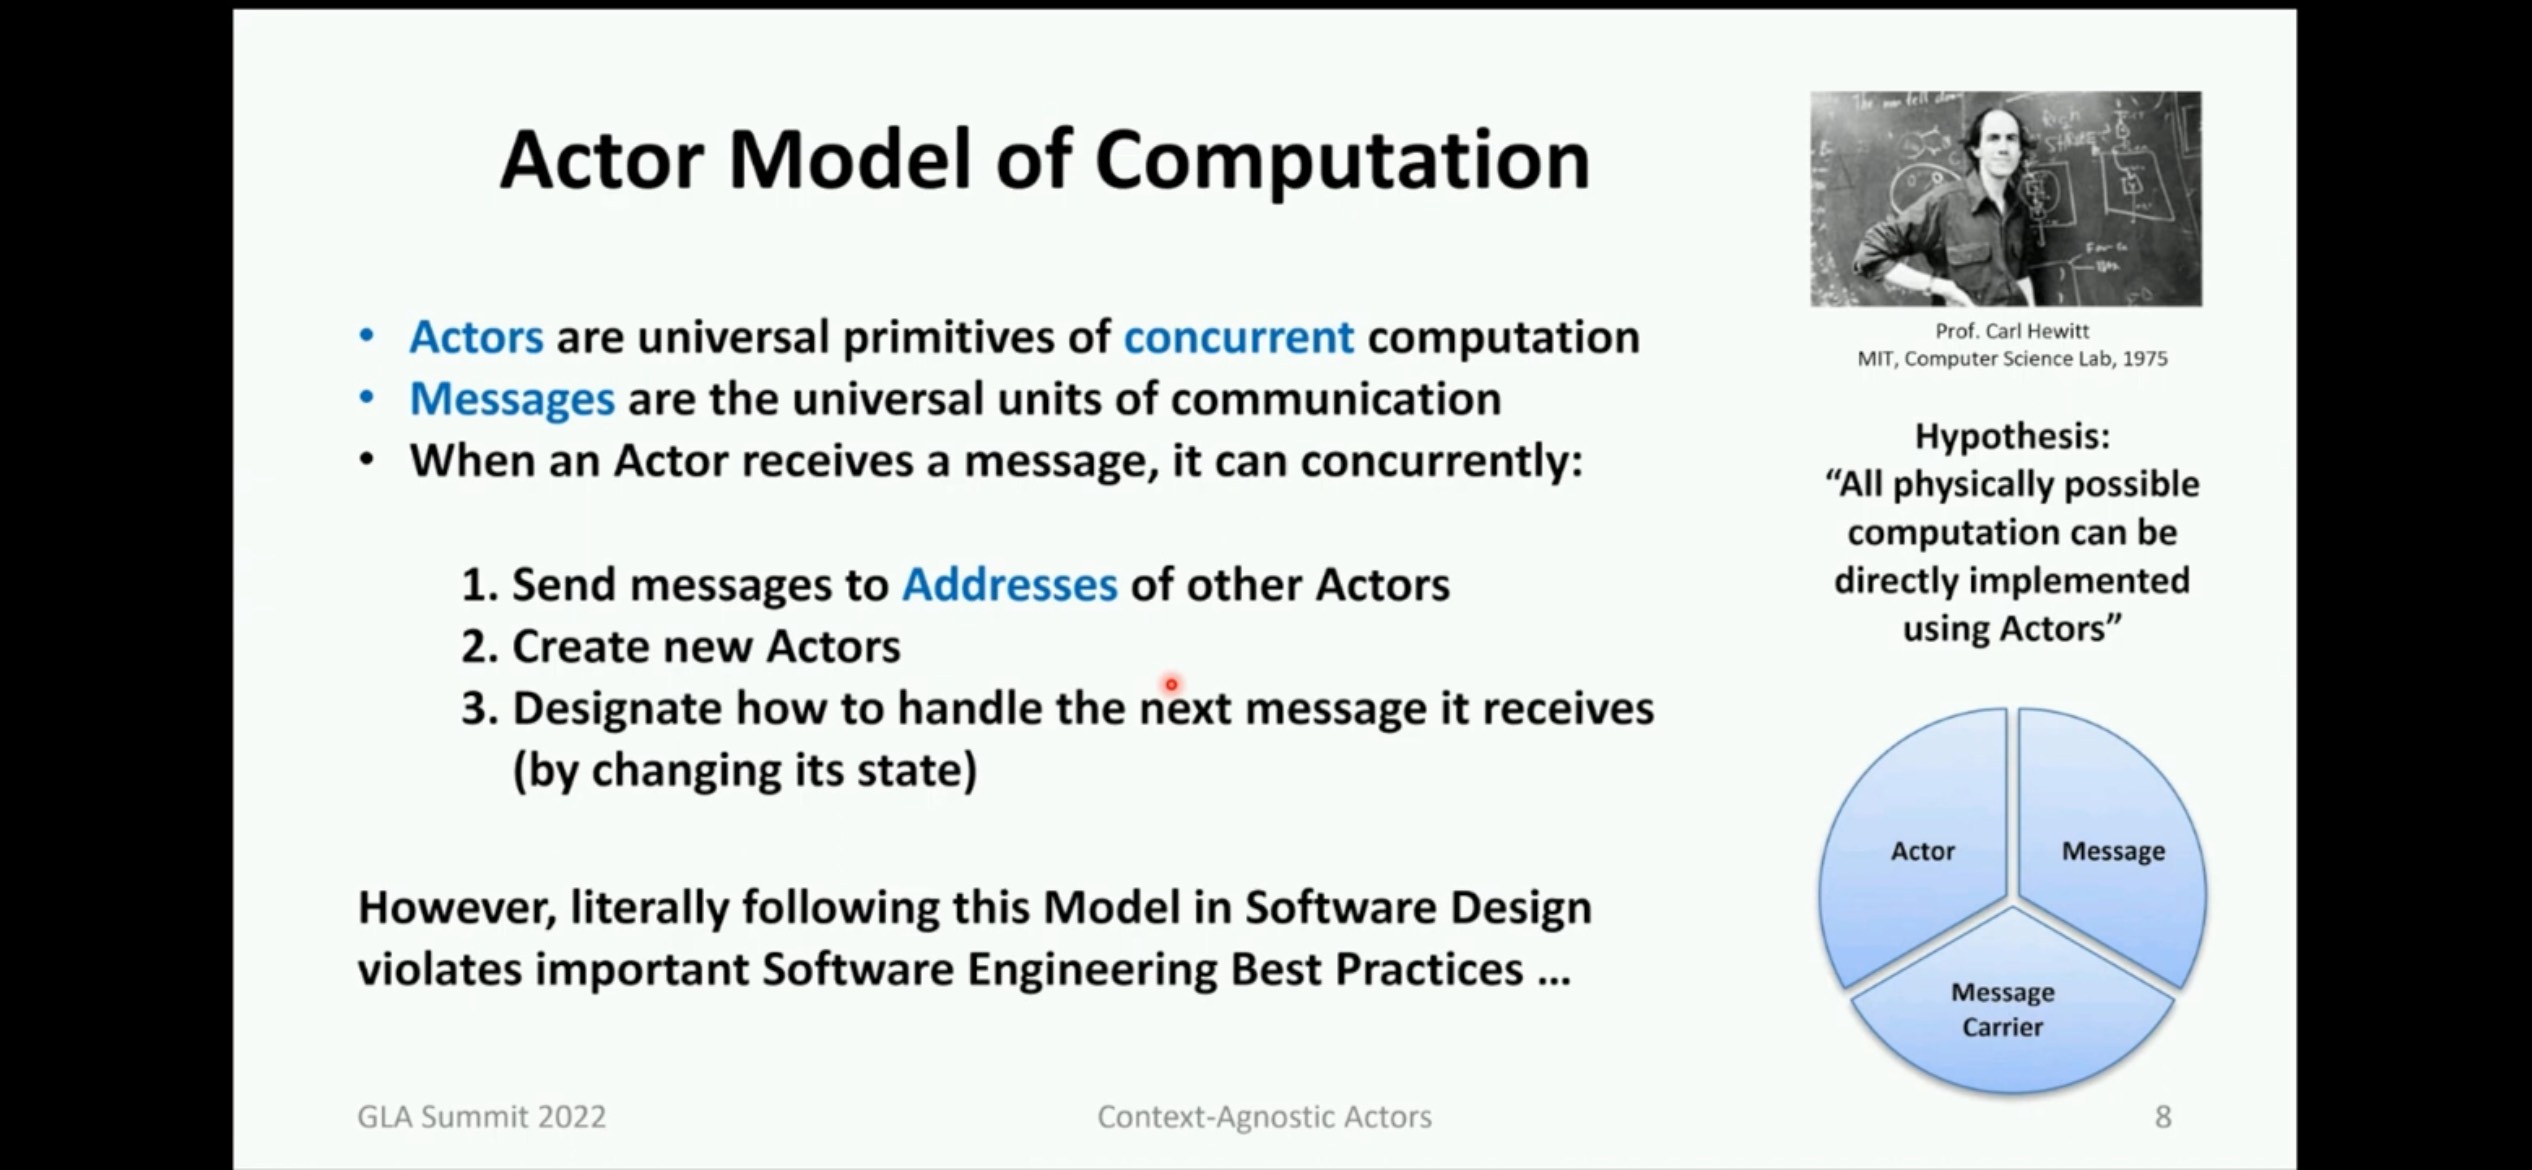 Actor Model of Computation
• Actors are universal primitives of concurrent computation
• Messages are the universal units of communication
• When an Actor receives a message, it can concurrently:
1. Send messages to Addresses of other Actors
2. Create new Actors
3. Designate how to handle the next message it receives
(by changing its state)
However, literally following this Model in Software Design
violates important Software Engineering Best Practices ...
The man fell down
Prof. Carl Hewitt
MIT, Computer Science Lab, 1975
Hypothesis:
“All physically possible
computation can be
directly implemented
using Actors”
Actor
Message
Message
Carrier
GLA Summit 2022
Context-Agnostic Actors
8